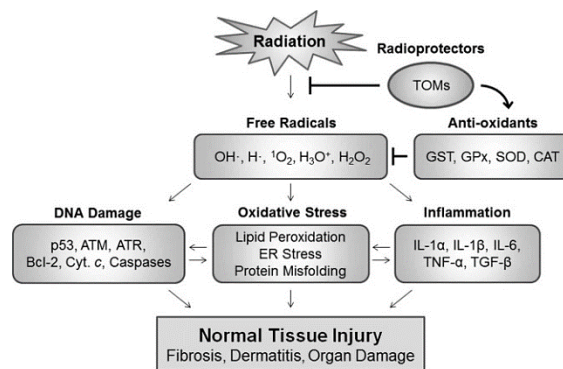 Radiation
Radioprotectors
TOMs
Free Radicals
Anti-oxidants
OH·, H·, ¹O₂, H₃O⁺, H₂O₂
GST, GPx, SOD, CAT
DNA Damage
Oxidative Stress
Inflammation
p53, ATM, ATR,
Bcl-2, Cyt. c, Caspases
Lipid Peroxidation
ER Stress
Protein Misfolding
IL-1α, IL-1β, IL-6,
TNF-α, TGF-β
Normal Tissue Injury
Fibrosis, Dermatitis, Organ Damage